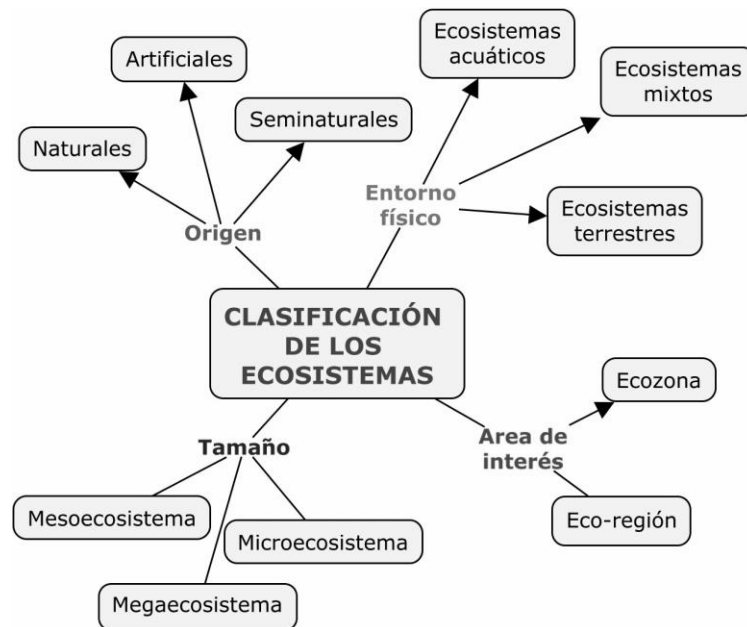 Ecosistemas
acuáticos
Artificiales
Ecosistemas
mixtos
Seminaturales
Naturales
Entorno
físico
Ecosistemas
terrestres
Origen
CLASIFICACIÓN
DE LOS
ECOSISTEMAS
Ecozona
Tamaño
Area de
interés
Mesoecosistema
Eco-región
Microecosistema
Megaecosistema